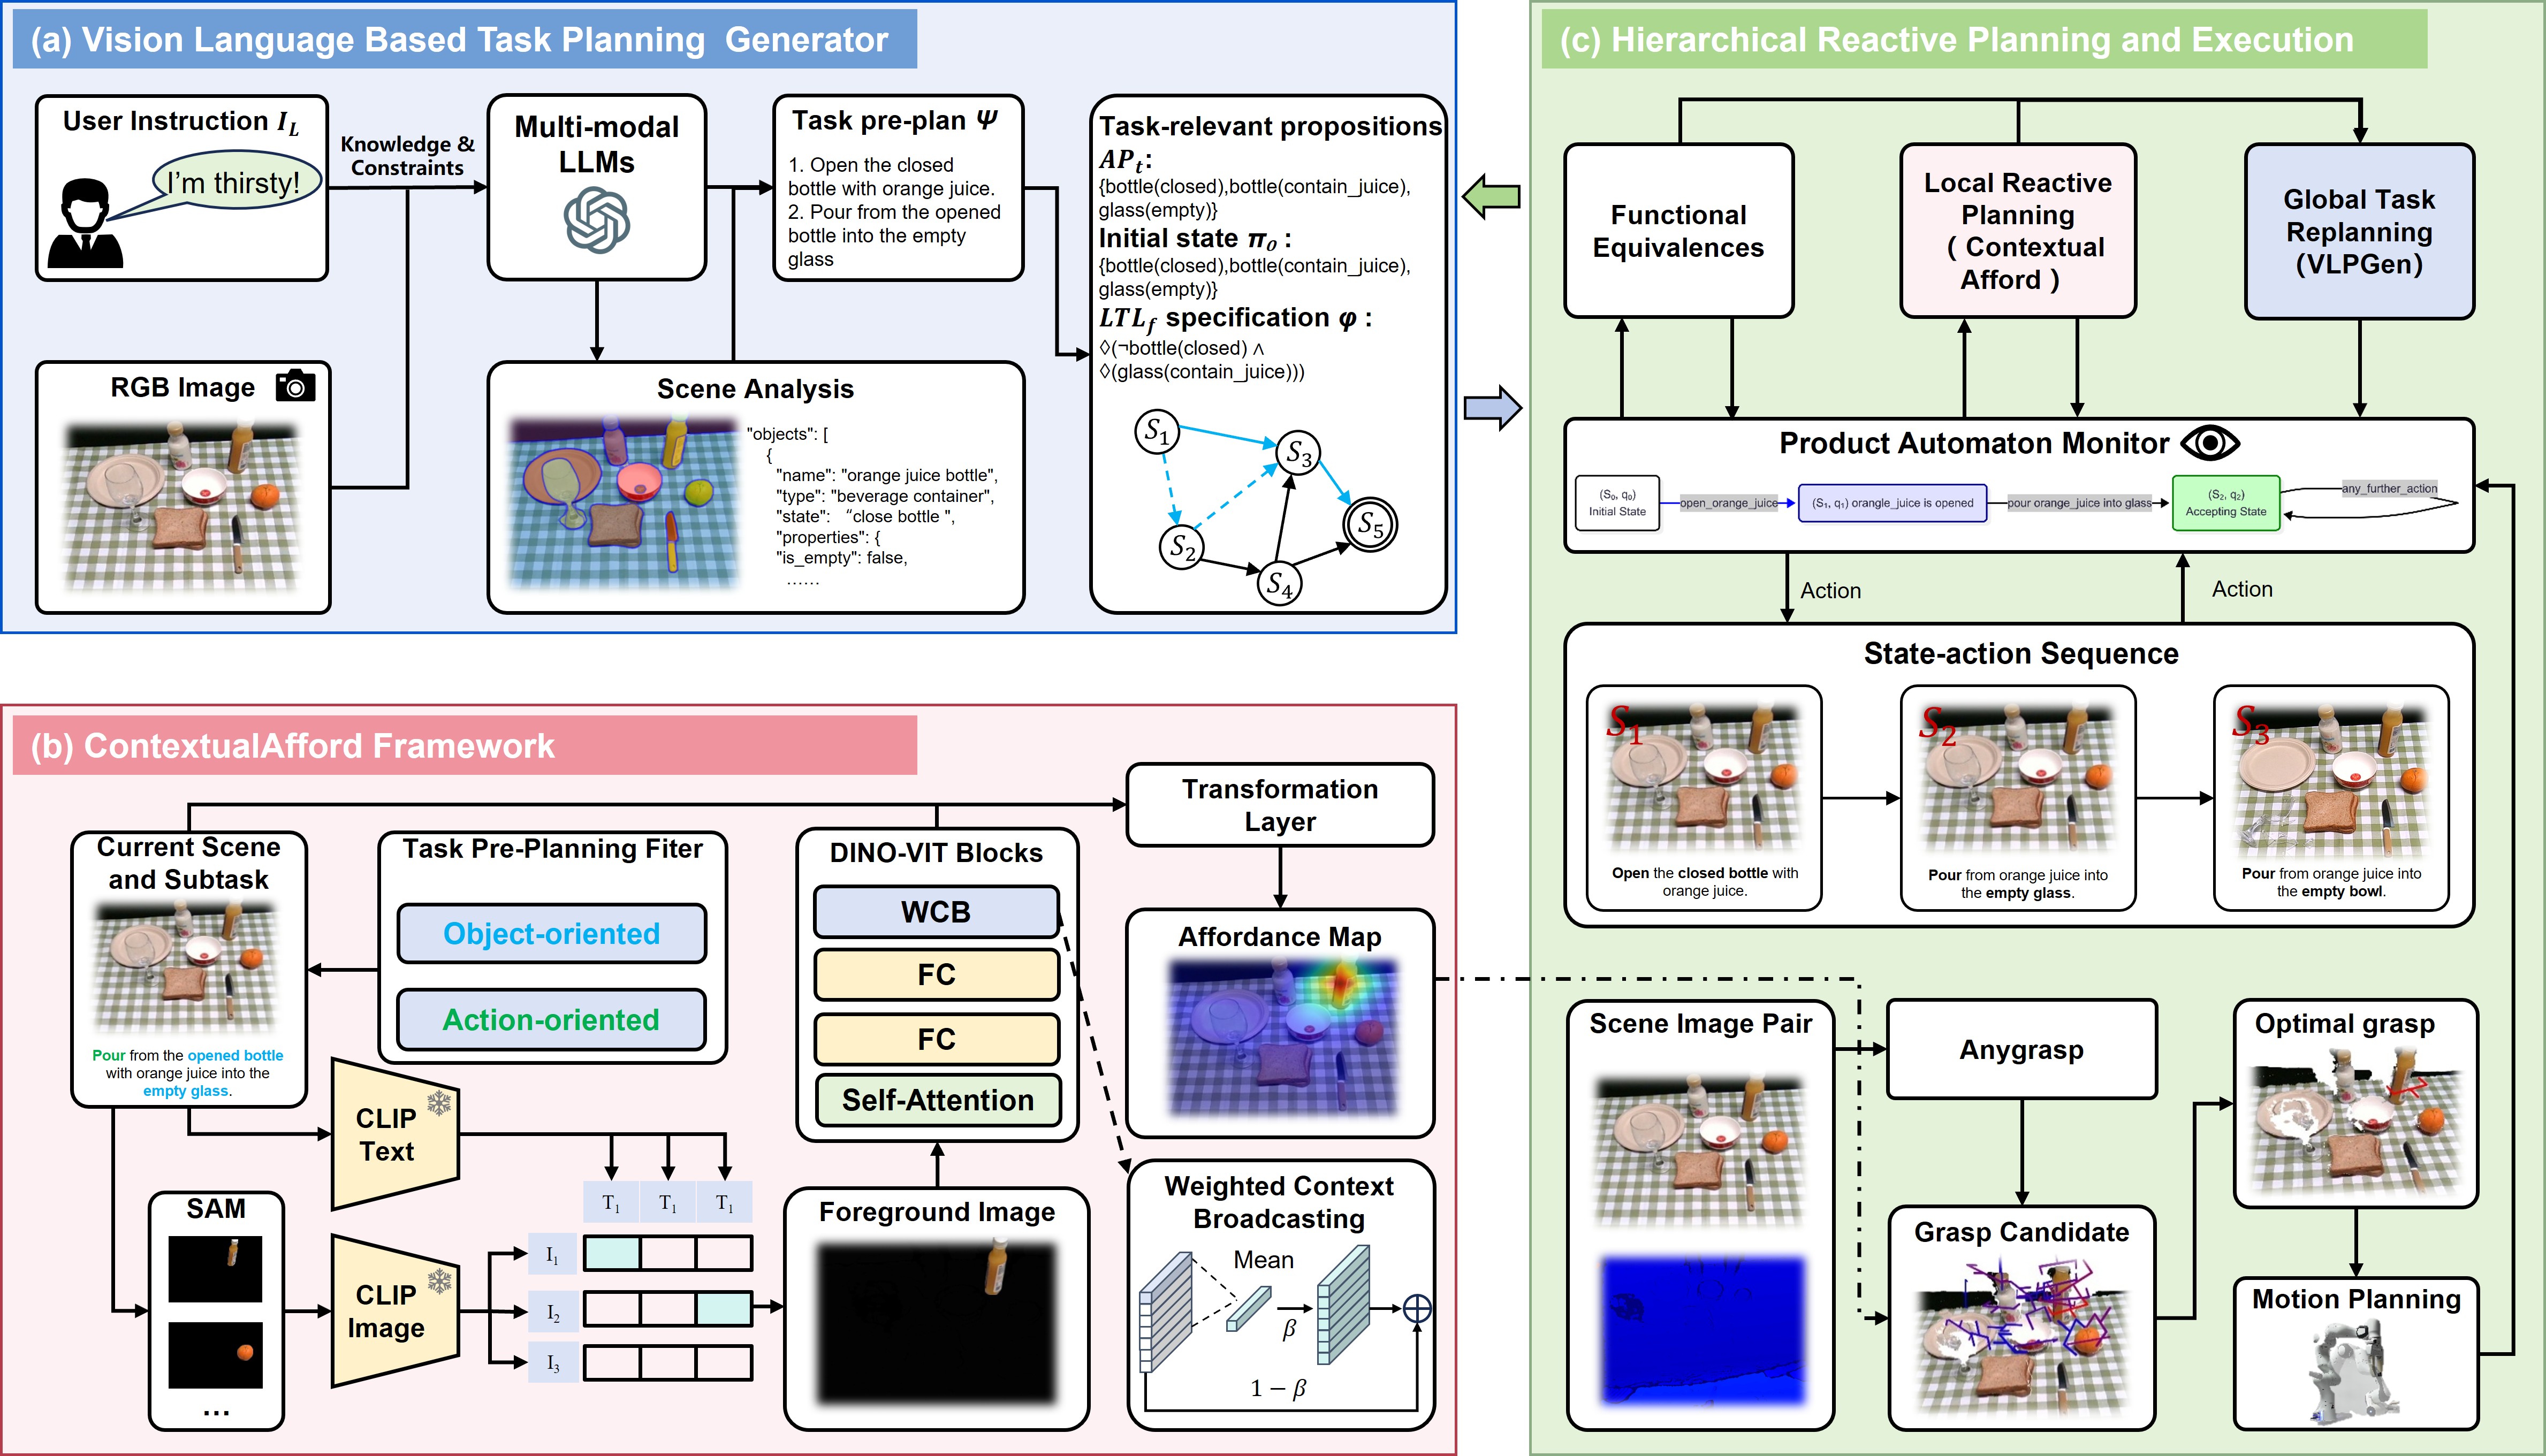 (a) Vision Language Based Task Planning Generator
User Instruction I_L
I'm thirsty!
Knowledge &
Constraints
RGB Image
Multi-modal
LLMs
Task pre-plan Ψ
1. Open the closed
bottle with orange juice.
2. Pour from the opened
bottle into the empty
glass
Scene Analysis
"objects": [
{
"name": "orange juice bottle",
"type": "beverage container",
"state": “close bottle ",
"properties": {
"is_empty": false,
......
Task-relevant propositions
AP_t:
{bottle(closed),bottle(contain_juice),
glass(empty)}
Initial state π_0 :
{bottle(closed),bottle(contain_juice),
glass(empty)}
LTL_f specification φ :
◊(¬bottle(closed) ∧
◊(glass(contain_juice)))
S_1
S_3
S_5
S_2
S_4
(b) ContextualAfford Framework
Current Scene
and Subtask
Pour from the opened bottle
with orange juice into the
empty glass.
Task Pre-Planning Fiter
Object-oriented
Action-oriented
SAM
...
CLIP
Text
CLIP
Image
T_1 T_1 T_1
I_1
I_2
I_3
DINO-VIT Blocks
WCB
FC
FC
Self-Attention
Foreground Image
Transformation
Layer
Affordance Map
Weighted Context
Broadcasting
Mean
β
1 − β
(c) Hierarchical Reactive Planning and Execution
Functional
Equivalences
Local Reactive
Planning
( Contextual
Afford )
Global Task
Replanning
(VLPGen)
Product Automaton Monitor
(S₀, q₀)
Initial State
open_orange_juice
(S₁, q₁) orangle_juice is opened
pour orange_juice into glass
(S₂, q₂)
Accepting State
any_further_action
Action
Action
State-action Sequence
S_1
Open the closed bottle with
orange juice.
S_2
Pour from orange juice into
the empty glass.
S_3
Pour from orange juice into
the empty bowl.
Scene Image Pair
Anygrasp
Grasp Candidate
Optimal grasp
Motion Planning